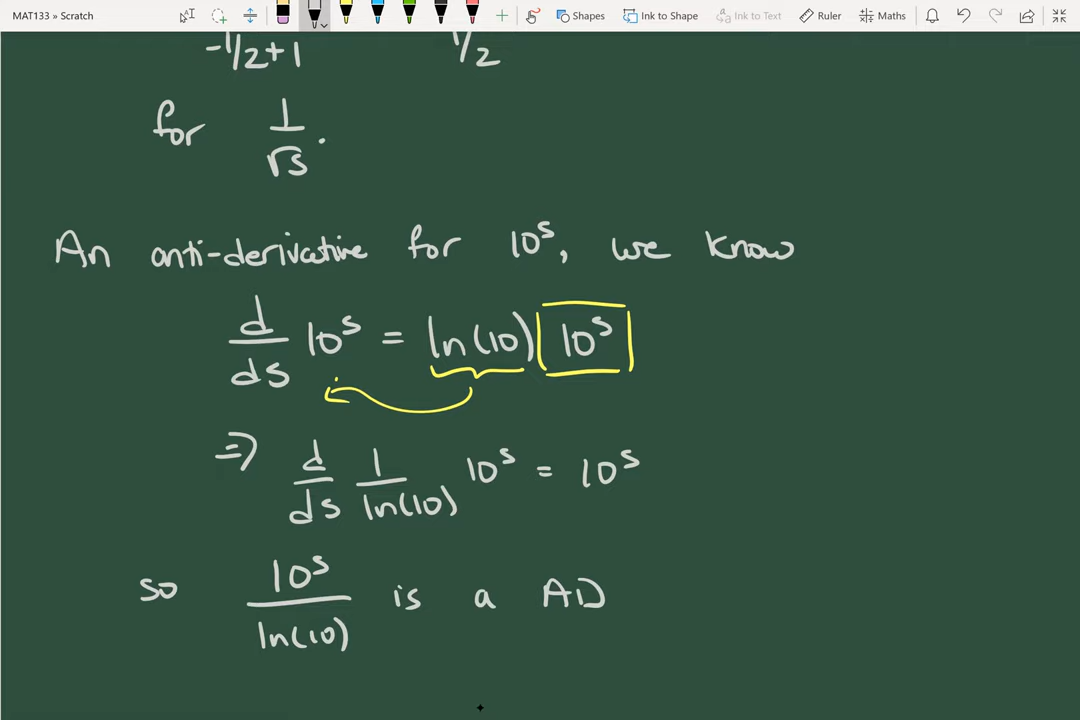 MAT133 » Scratch
Shapes Ink to Shape Ink to Text Ruler Maths
-1/2+1 1/2
for 1/√s.
An anti-derivative for 10^s, we know
d/ds 10^s = ln(10) 10^s
⇒ d/ds 1/ln(10) 10^s = 10^s
so 10^s/ln(10) is a AD